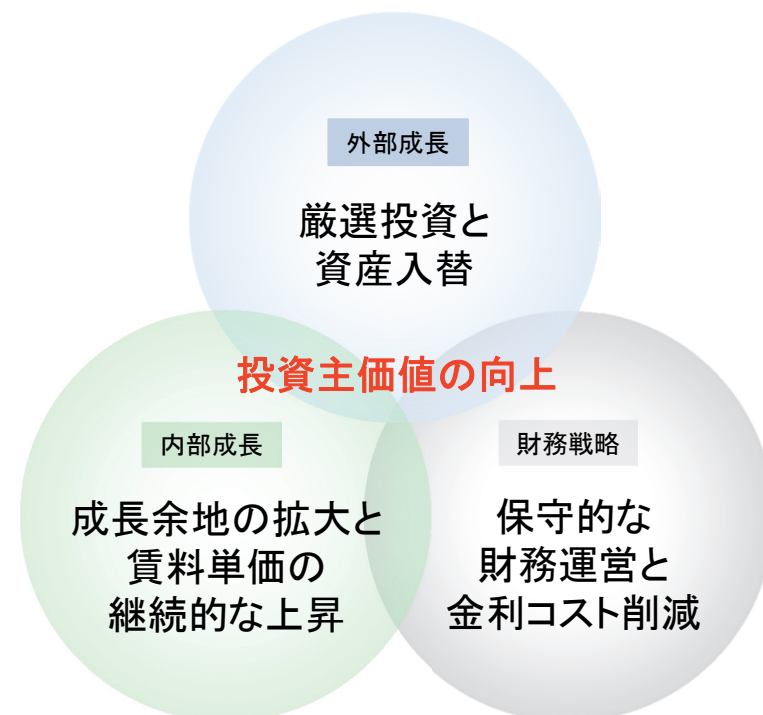 外部成長
厳選投資と
資産入替
投資主価値の向上
内部成長
成長余地の拡大と
賃料単価の
継続的な上昇
財務戦略
保守的な
財務運営と
金利コスト削減